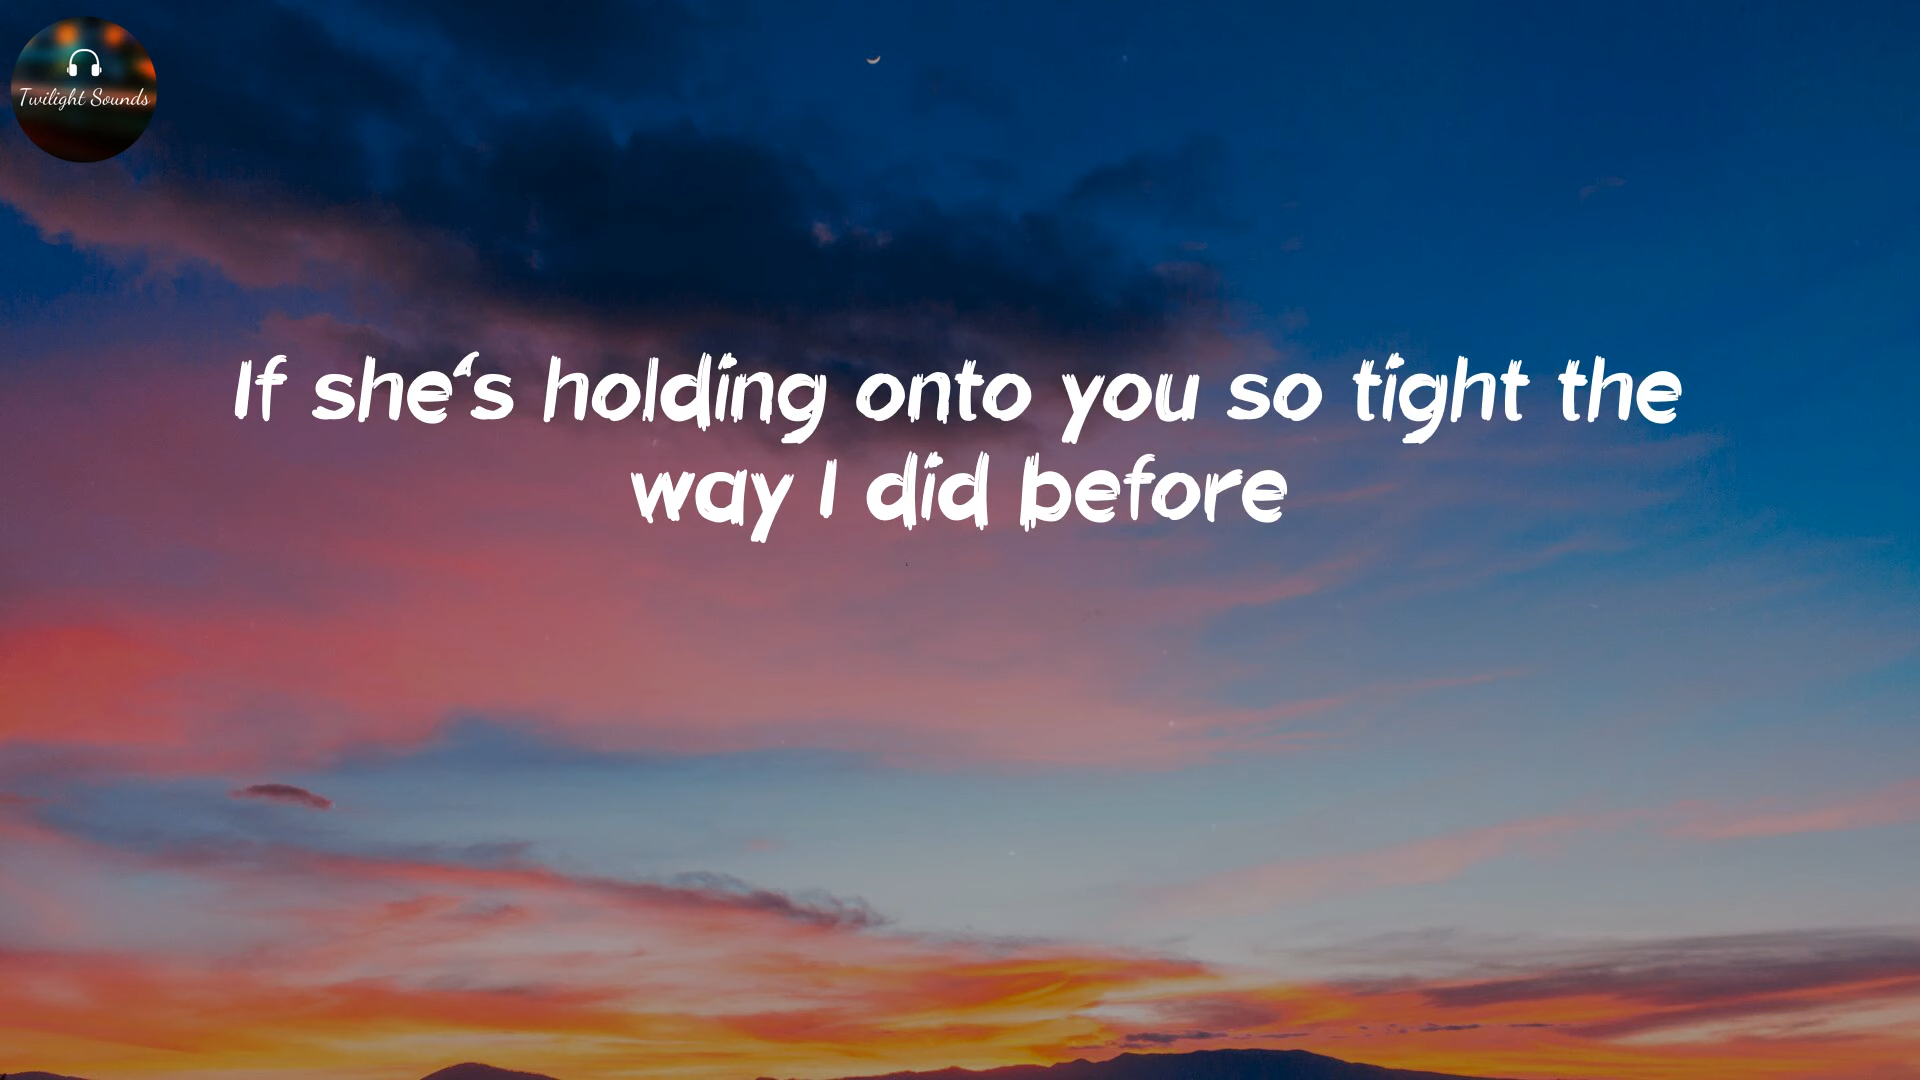 Twilight Sounds
If she‘s holding onto you so tight the
way I did before